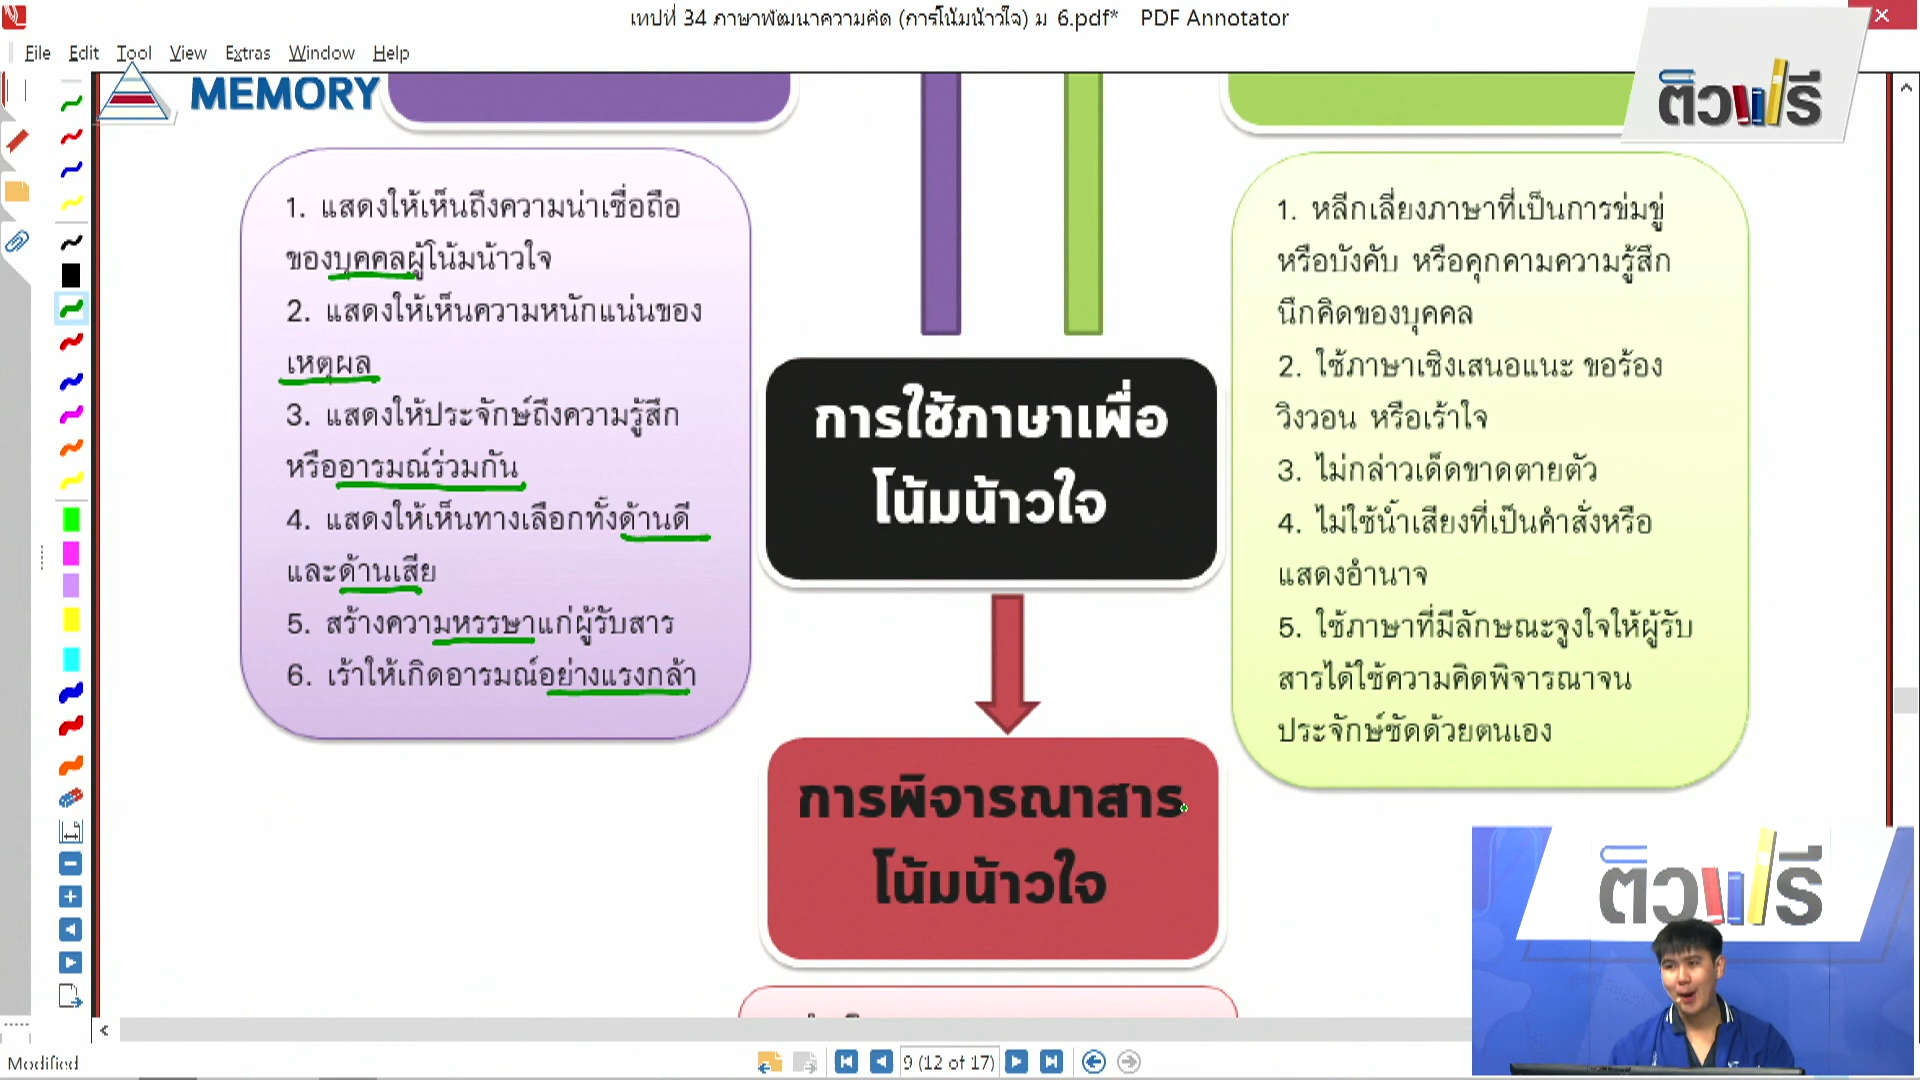 เทปที่ 34 ภาษาพัฒนาความคิด (การโน้มน้าวใจ) ม 6.pdf* PDF Annotator
File Edit Tool View Extras Window Help
MEMORY
ติวฟรี
1. แสดงให้เห็นถึงความน่าเชื่อถือ
ของบุคคลผู้โน้มน้าวใจ
2. แสดงให้เห็นความหนักแน่นของ
เหตุผล
3. แสดงให้ประจักษ์ถึงความรู้สึก
หรืออารมณ์ร่วมกัน
4. แสดงให้เห็นทางเลือกทั้งด้านดี
และด้านเสีย
5. สร้างความหรรษาแก่ผู้รับสาร
6. เร้าให้เกิดอารมณ์อย่างแรงกล้า
การใช้ภาษาเพื่อ
โน้มน้าวใจ
การพิจารณาสาร
โน้มน้าวใจ
1. หลีกเลี่ยงภาษาที่เป็นการข่มขู่
หรือบังคับ หรือคุกคามความรู้สึก
นึกคิดของบุคคล
2. ใช้ภาษาเชิงเสนอแนะ ขอร้อง
วิงวอน หรือเร้าใจ
3. ไม่กล่าวเด็ดขาดตายตัว
4. ไม่ใช้น้ำเสียงที่เป็นคำสั่งหรือ
แสดงอำนาจ
5. ใช้ภาษาที่มีลักษณะจูงใจให้ผู้รับ
สารได้ใช้ความคิดพิจารณาจน
ประจักษ์ชัดด้วยตนเอง
ติวฟรี
Modified
9 (12 of 17)